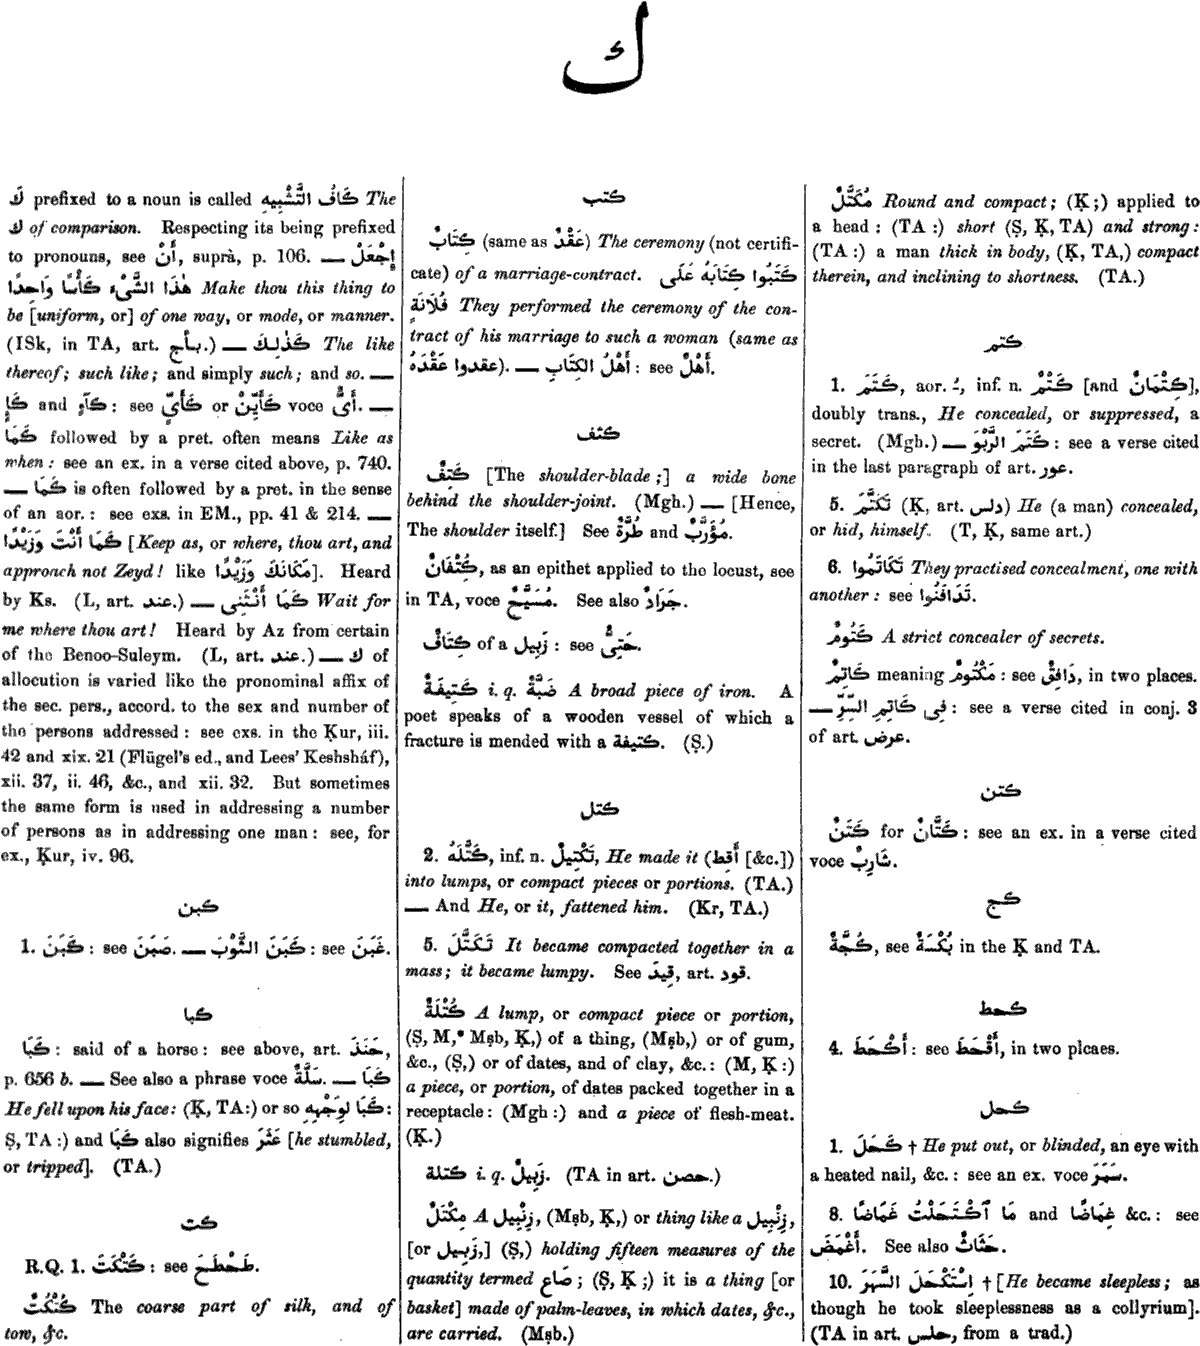 ك
كَ prefixed to a noun is called كَافُ التَّشْبِيهِ The
ك of comparison. Respecting its being prefixed
to pronouns, see أَنْ, suprà, p. 106. — إِجْعَلْ
هٰذَا الشَّىْءَ كَأْسًا وَاحِدًا Make thou this thing to
be [uniform, or] of one way, or mode, or manner.
(ISk, in TA, art. بأج.) — كَذٰلِكَ The like
thereof; such like; and simply such; and so. —
كَإٍ and كَآءٍ: see كَأَيِّنْ or كَأَىٍّ voce أَىٌّ. —
كَمَا followed by a pret. often means Like as
when: see an ex. in a verse cited above, p. 740.
— كَمَا is often followed by a pret. in the sense
of an aor.: see exs. in EM., pp. 41 & 214. —
كَمَا أَنْتَ وَزَيْدًا [Keep as, or where, thou art, and
approach not Zeyd! like مَكَانَكَ وَزَيْدًا]. Heard
by Ks. (L, art. عند.) — كَمَا أَنْتَنِى Wait for
me where thou art! Heard by Az from certain
of the Benoo-Suleym. (L, art. عند.) — ك of
allocution is varied like the pronominal affix of
the sec. pers., accord. to the sex and number of
the persons addressed: see exs. in the Ḳur, iii.
42 and xix. 21 (Flügel's ed., and Lees' Keshsháf),
xii. 37, ii. 46, &c., and xii. 32. But sometimes
the same form is used in addressing a number
of persons as in addressing one man: see, for
ex., Ḳur, iv. 96.
كبن
1. كَبَنَ: see صَبَنَ. — كَبَنَ الثَّوْبَ: see غَبَنَ.
كبا
كَبَا: said of a horse: see above, art. حَنَذَ,
p. 656 b. — See also a phrase voce سَلَّةٌ. — كَبَا
He fell upon his face: (Ḳ, TA:) or so كَبَا لِوَجْهِهِ:
Ṣ, TA:) and كَبَا also signifies عَثَرَ [he stumbled,
or tripped]. (TA.)
كت
R.Q. 1. كَتْكَتَ: see طَحْطَحَ.
كُتْكُتٌ The coarse part of silk, and of
tow, &c.
كتب
كِتَابٌ (same as عَقْدٌ) The ceremony (not certifi-
cate) of a marriage-contract. كَتَبُوا كِتَابَهُ عَلَى
فُلَانَةٍ They performed the ceremony of the con-
tract of his marriage to such a woman (same as
عقدوا عَقْدَهُ). — أَهْلُ الكِتَابِ: see أَهْلٌ.
كتف
كَتِفٌ [The shoulder-blade;] a wide bone
behind the shoulder-joint. (Mgh.) — [Hence,
The shoulder itself.] See طُرَّةٌ and مُؤَرَّبٌ.
كُتْفَانٌ, as an epithet applied to the locust, see
in TA, voce مُسَيَّحٌ. See also جَرَادٌ.
كِتَافٌ of a زَبِيل: see حَتِىٌّ.
كَتِيفَةٌ i. q. ضَبَّةٌ A broad piece of iron. A
poet speaks of a wooden vessel of which a
fracture is mended with a كتيفة. (Ṣ.)
كتل
2. كَتَّلَهُ, inf. n. تَكْتِيلٌ, He made it (أَقِط [&c.])
into lumps, or compact pieces or portions. (TA.)
— And He, or it, fattened him. (Kr, TA.)
5. تَكَتَّلَ It became compacted together in a
mass; it became lumpy. See قِيدَ, art. قود.
كُتْلَةٌ A lump, or compact piece or portion,
(Ṣ, M,* Mṣb, Ḳ,) of a thing, (Mṣb,) or of gum,
&c., (Ṣ,) or of dates, and of clay, &c.: (M, Ḳ:)
a piece, or portion, of dates packed together in a
receptacle: (Mgh:) and a piece of flesh-meat.
(Ḳ.)
كتلة i. q. زَبِيلٌ. (TA in art. حصن.)
مِكْتَلٌ A زِنْبِيل, (Mṣb, Ḳ,) or thing like a زِنْبِيل,
[or زَبِيل,] (Ṣ,) holding fifteen measures of the
quantity termed صَاع; (Ṣ, Ḳ;) it is a thing [or
basket] made of palm-leaves, in which dates, &c.,
are carried. (Mṣb.)
مُكَتَّلٌ Round and compact; (Ḳ;) applied to
a head: (TA:) short (Ṣ, Ḳ, TA) and strong:
(TA:) a man thick in body, (Ḳ, TA,) compact
therein, and inclining to shortness. (TA.)
كتم
1. كَتَمَ, aor. ـُ, inf. n. كَتْمٌ [and كِتْمَانٌ],
doubly trans., He concealed, or suppressed, a
secret. (Mgh.) — كَتَمَ الرَّبْوَ: see a verse cited
in the last paragraph of art. عور.
5. تَكَتَّمَ (Ḳ, art. دلس) He (a man) concealed,
or hid, himself. (T, Ḳ, same art.)
6. تَكَاتَمُوا They practised concealment, one with
another: see تَدَافَنُوا.
كَتُومٌ A strict concealer of secrets.
كَاتِمٌ meaning مَكْتُومٌ: see دَافِقٌ, in two places.
— فِى كَاتِمِ السِّرِّ: see a verse cited in conj. 3
of art. عرض.
كتن
كَتَنٌ for كَتَّانٌ: see an ex. in a verse cited
voce شَارِبٌ.
كج
كُجَّةٌ, see بُكْسَةٌ in the Ḳ and TA.
كحط
4. أَكْحَطَ: see أَقْحَطَ, in two plcaes.
كحل
1. كَحَلَ † He put out, or blinded, an eye with
a heated nail, &c.: see an ex. voce سَمَرَ.
8. مَا ٱكْتَحَلْتُ غَمَاضًا and غِمَاضًا &c.: see
أَغْمَضَ. See also حَثَاثٌ.
10. اِسْتَكْحَلَ السَّهَرَ † [He became sleepless; as
though he took sleeplessness as a collyrium].
(TA in art. حلس, from a trad.)